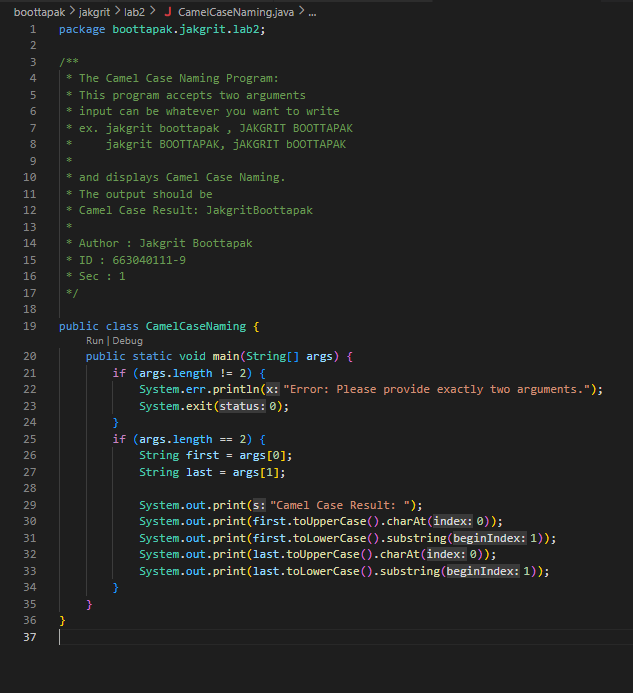 boottapak > jakgrit > lab2 > J CamelCaseNaming.java > ...
1 package boottapak.jakgrit.lab2;
2
3 /**
4  * The Camel Case Naming Program:
5  * This program accepts two arguments
6  * input can be whatever you want to write
7  * ex. jakgrit boottapak , JAKGRIT BOOTTAPAK
8  *     jakgrit BOOTTAPAK, jAKGRIT bOOTTAPAK
9  *
10  * and displays Camel Case Naming.
11  * The output should be
12  * Camel Case Result: JakgritBoottapak
13  *
14  * Author : Jakgrit Boottapak
15  * ID : 663040111-9
16  * Sec : 1
17  */
18
19 public class CamelCaseNaming {
Run | Debug
20     public static void main(String[] args) {
21         if (args.length != 2) {
22             System.err.println(x: "Error: Please provide exactly two arguments.");
23             System.exit(status: 0);
24         }
25         if (args.length == 2) {
26             String first = args[0];
27             String last = args[1];
28
29             System.out.print(s: "Camel Case Result: ");
30             System.out.print(first.toUpperCase().charAt(index: 0));
31             System.out.print(first.toLowerCase().substring(beginIndex: 1));
32             System.out.print(last.toUpperCase().charAt(index: 0));
33             System.out.print(last.toLowerCase().substring(beginIndex: 1));
34         }
35     }
36 }
37